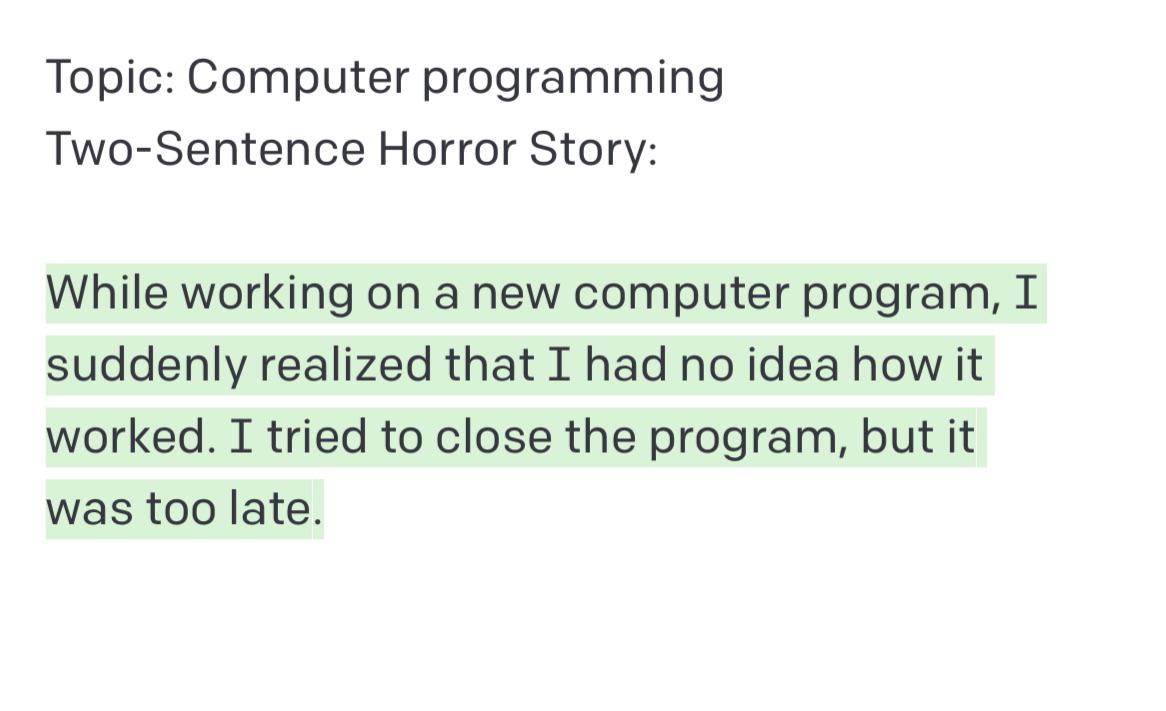 Topic: Computer programming
Two-Sentence Horror Story:
While working on a new computer program, I
suddenly realized that I had no idea how it
worked. I tried to close the program, but it
was too late.